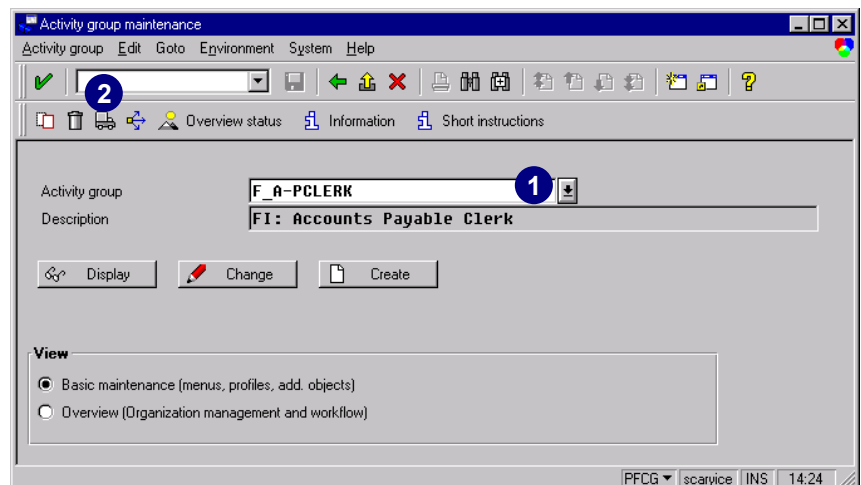 Activity group maintenance
Activity group Edit Goto Environment System Help
2
Overview status Information Short instructions
Activity group F_A-PCLERK 1
Description FI: Accounts Payable Clerk
Display Change Create
View
Basic maintenance (menus, profiles, add. objects)
Overview (Organization management and workflow)
PFCG scarvice INS 14:24